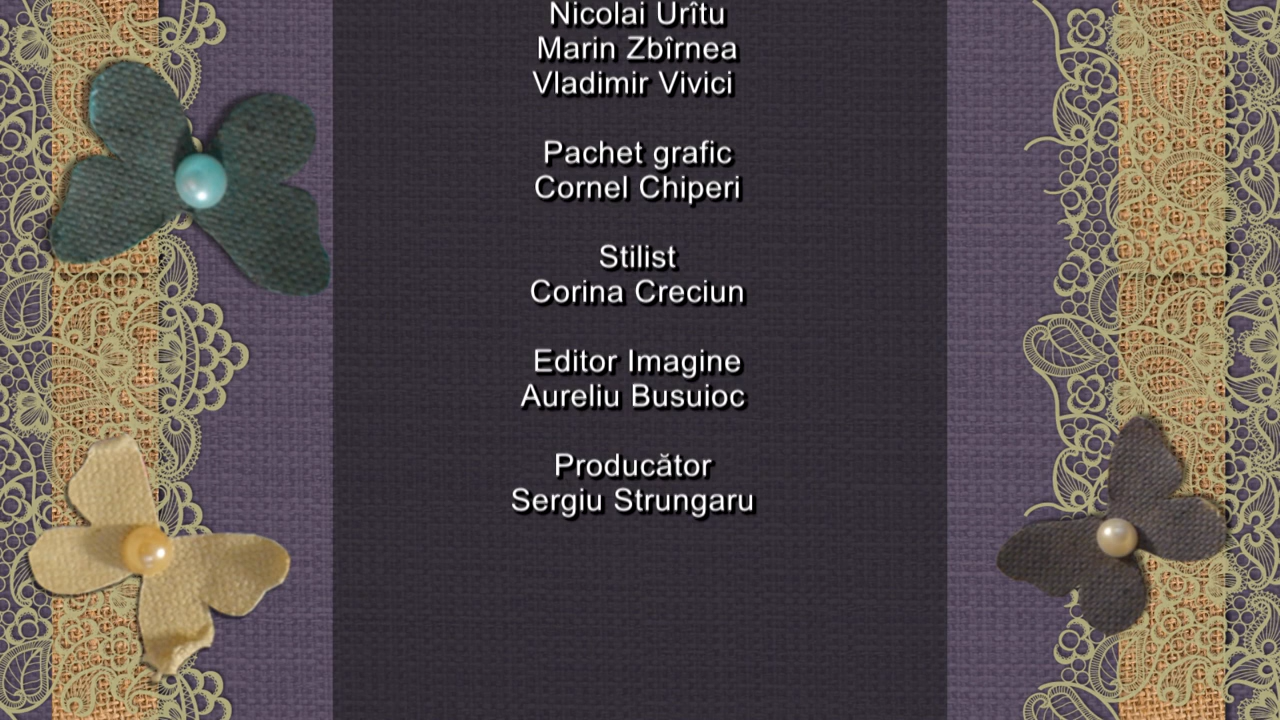 Nicolai Urîtu
Marin Zbîrnea
Vladimir Vivici
Pachet grafic
Cornel Chiperi
Stilist
Corina Creciun
Editor Imagine
Aureliu Busuioc
Producător
Sergiu Strungaru